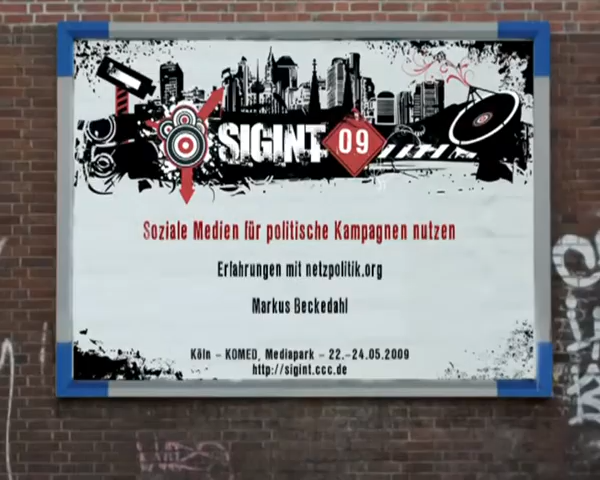 SIGINT 09
Soziale Medien für politische Kampagnen nutzen
Erfahrungen mit netzpolitik.org
Markus Beckedahl
Köln – KOMED, Mediapark – 22.–24.05.2009
http://sigint.ccc.de